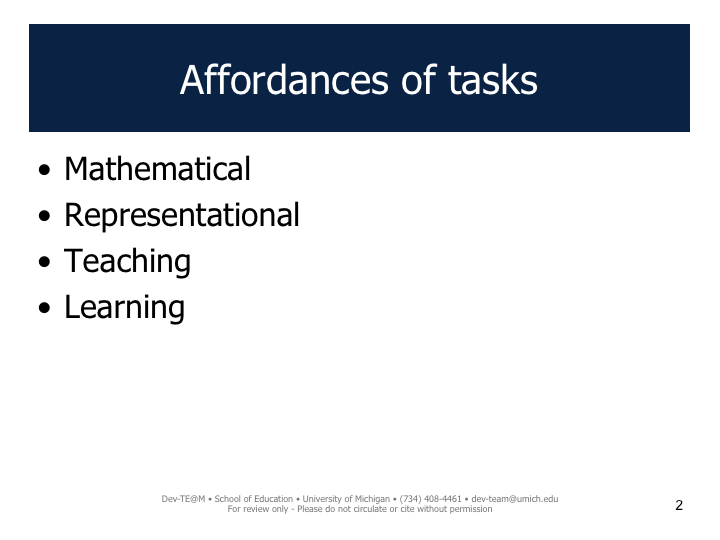 Affordances of tasks
• Mathematical
• Representational
• Teaching
• Learning
Dev-TE@M • School of Education • University of Michigan • (734) 408-4461 • dev-team@umich.edu
For review only - Please do not circulate or cite without permission
2